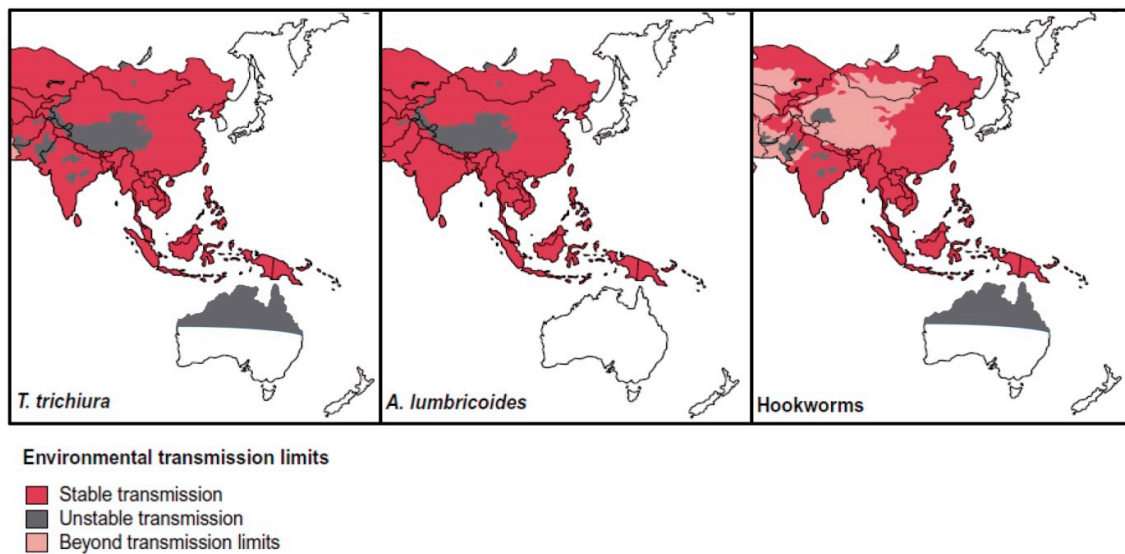 T. trichiura
A. lumbricoides
Hookworms
Environmental transmission limits
Stable transmission
Unstable transmission
Beyond transmission limits